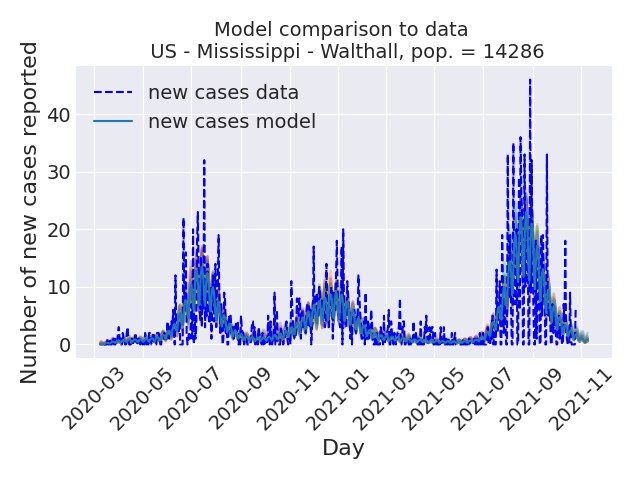 Model comparison to data
US - Mississippi - Walthall, pop. = 14286
Number of new cases reported
new cases data
new cases model
40
30
20
10
0
2020-03
2020-05
2020-07
2020-09
2020-11
2021-01
2021-03
2021-05
2021-07
2021-09
2021-11
Day